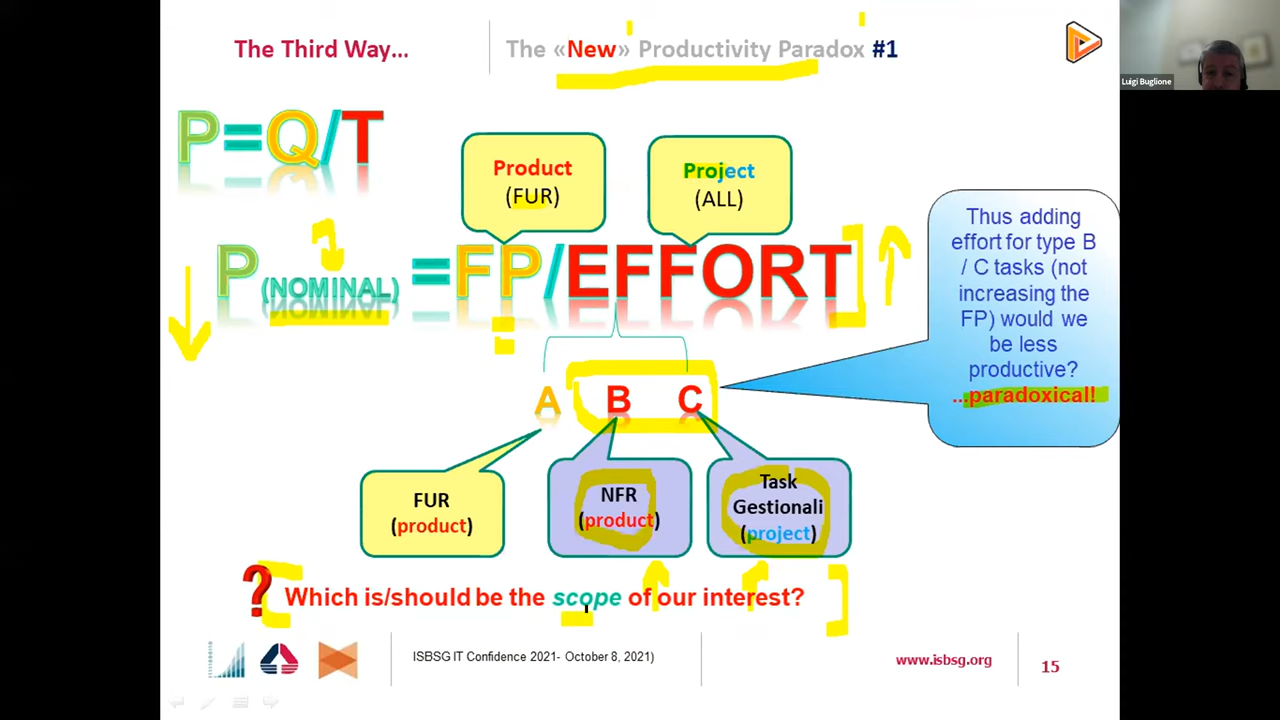 The Third Way...
The «New» Productivity Paradox #1
Luigi Buglione
P=Q/T
Product
(FUR)
Project
(ALL)
P(NOMINAL) =FP/EFFORT
Thus adding
effort for type B
/ C tasks (not
increasing the
FP) would we
be less
productive?
...paradoxical!
A B C
FUR
(product)
NFR
(product)
Task
Gestionali
(project)
? Which is/should be the scope of our interest?
ISBSG IT Confidence 2021- October 8, 2021)
www.isbsg.org
15